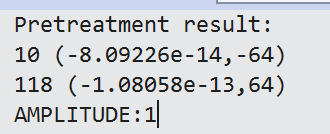 Pretreatment result:
10 (-8.09226e-14,-64)
118 (-1.08058e-13,64)
AMPLITUDE:1